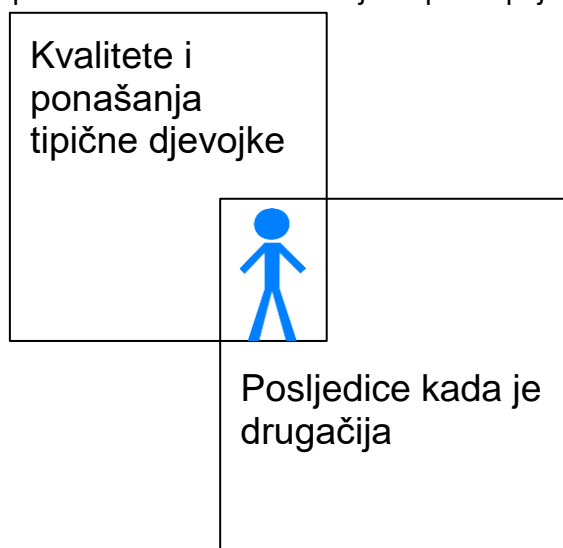 Kvalitete i
ponašanja
tipične djevojke
Posljedice kada je
drugačija